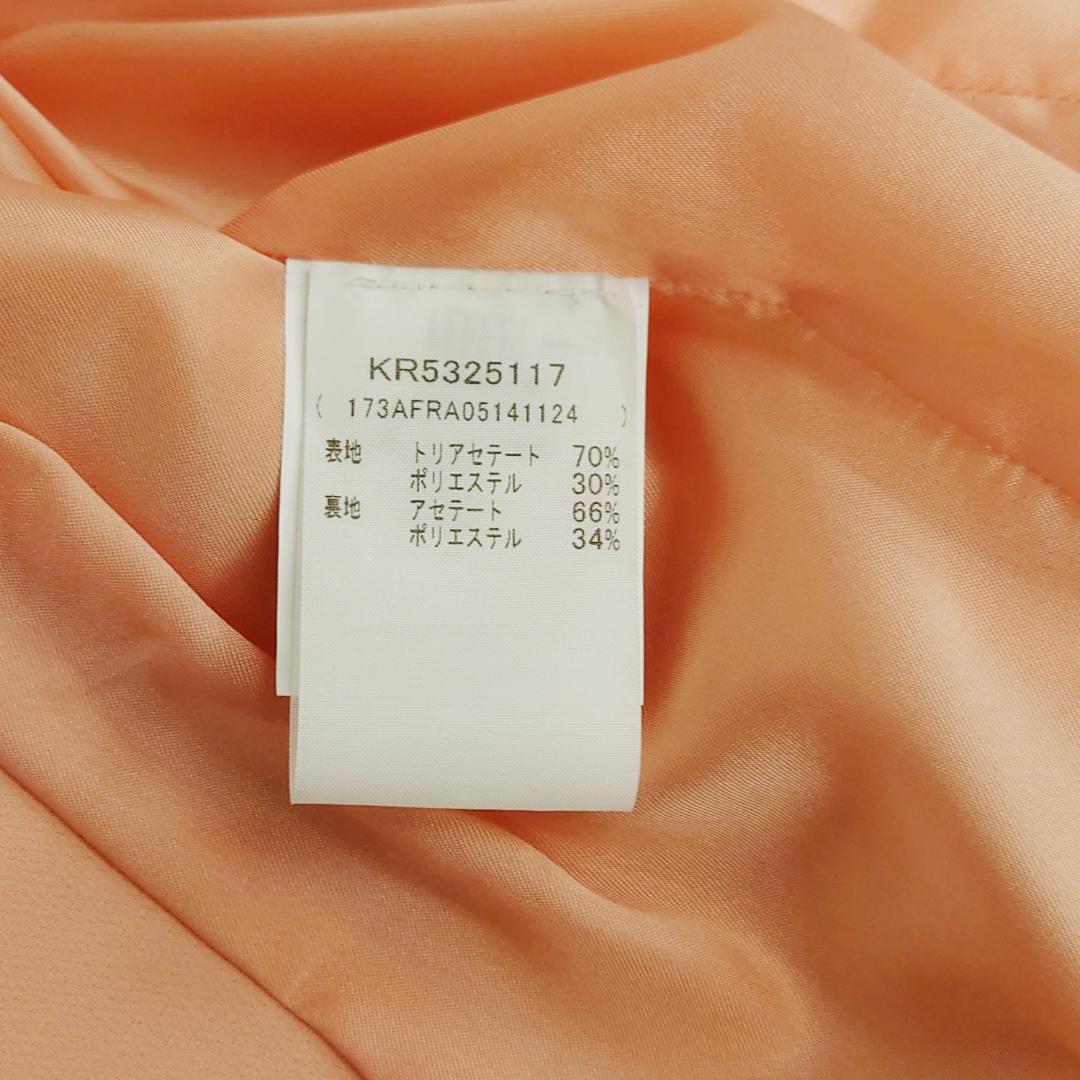 KR5325117
( 173AFRA05141124 )
表地 トリアセテート 70%
ポリエステル 30%
裏地 アセテート 66%
ポリエステル 34%